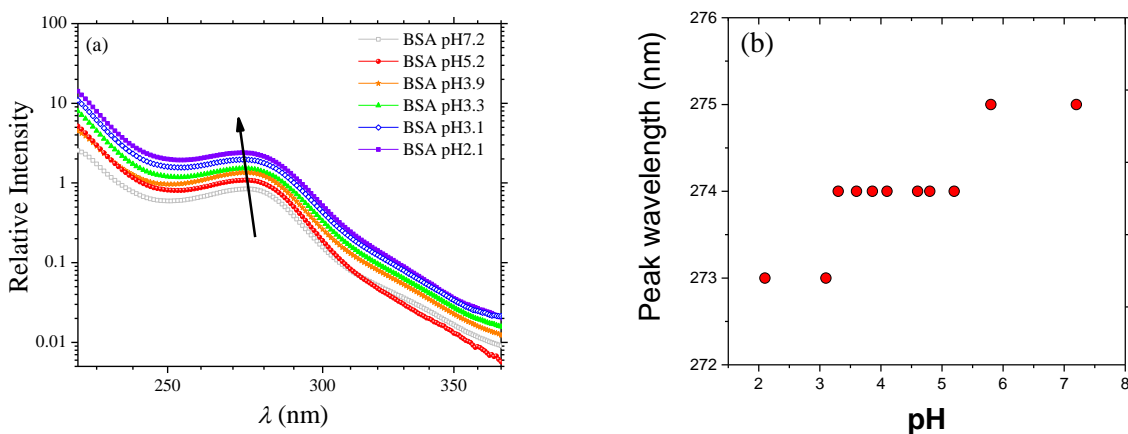 (a)
BSA pH7.2
BSA pH5.2
BSA pH3.9
BSA pH3.3
BSA pH3.1
BSA pH2.1
100
10
1
0.1
0.01
Relative Intensity
250 300 350
λ (nm)
(b)
276
275
274
273
272
Peak wavelength (nm)
2 3 4 5 6 7 8
pH